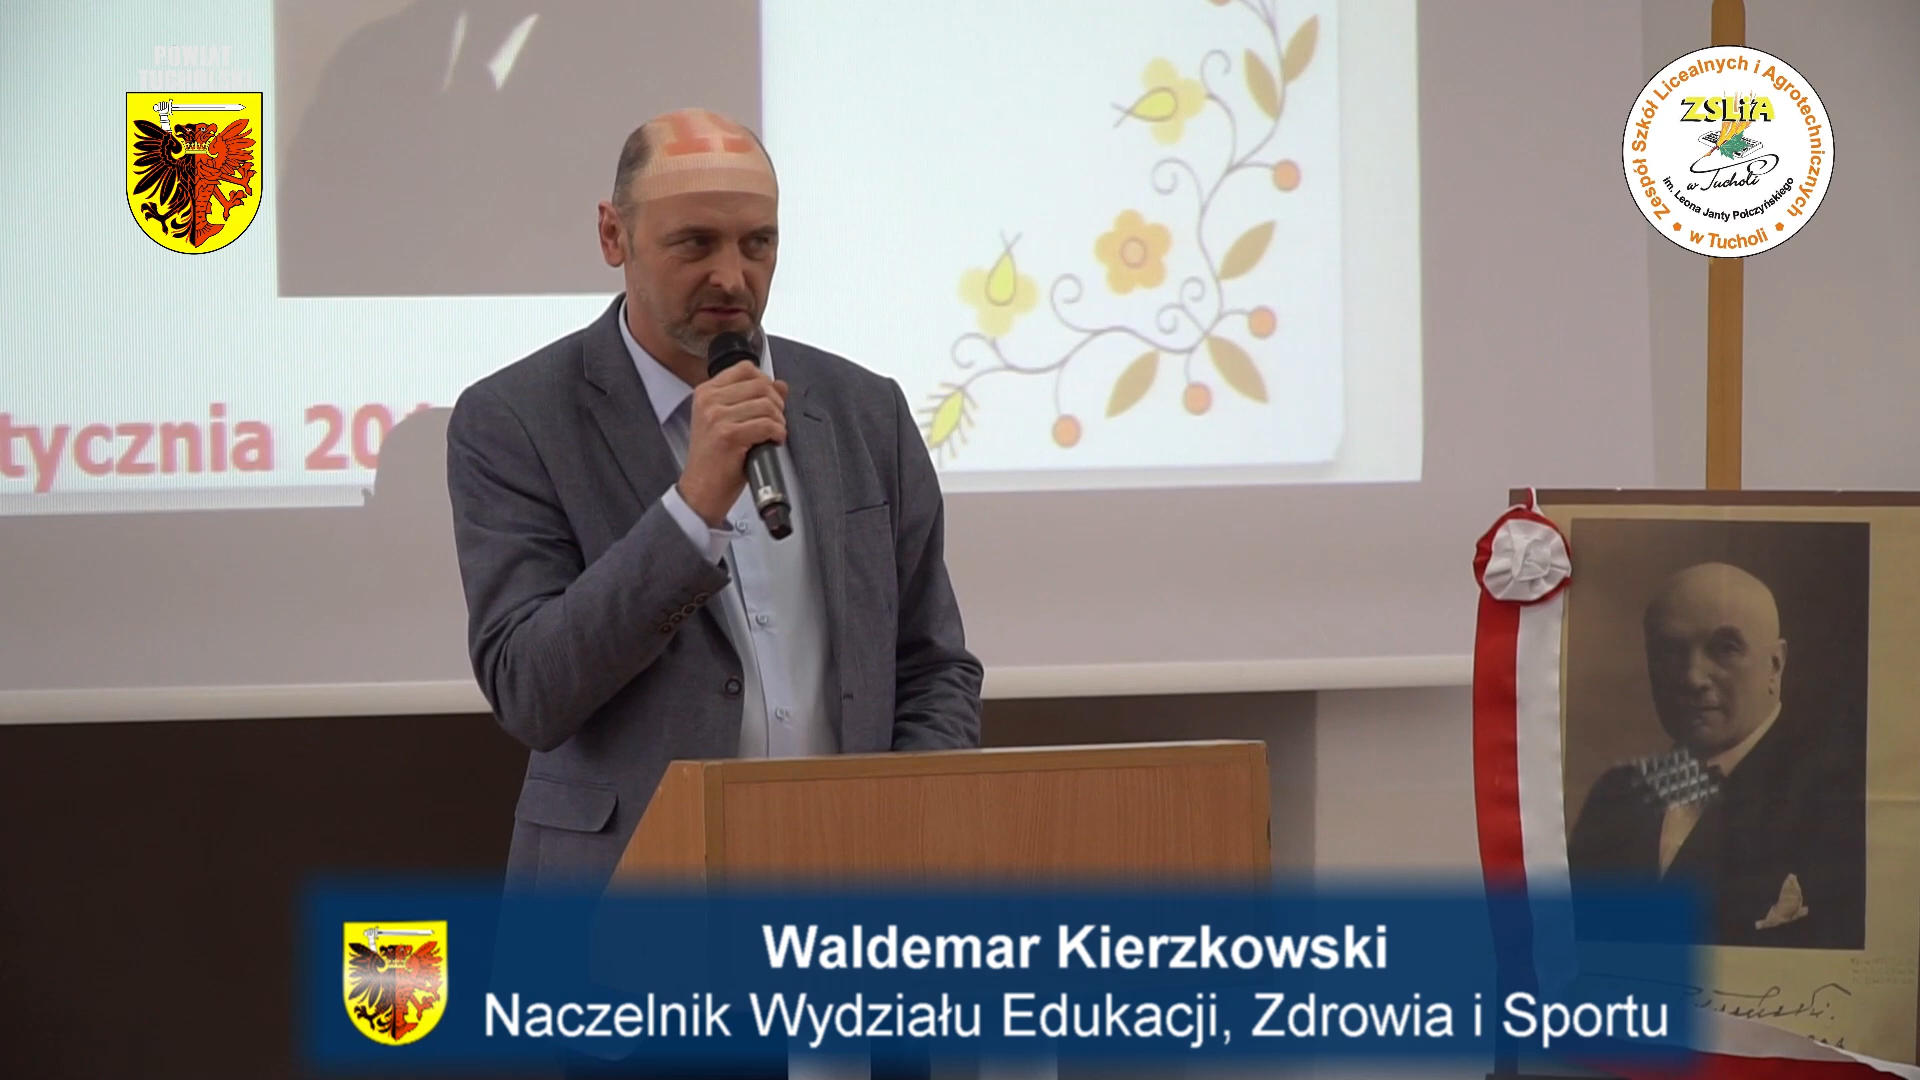 POWIAT
TUCHOLSKI
Zespół Szkół Licealnych i Agrotechnicznych
ZSLiA
w Tucholi
im. Leona Janty Połczyńskiego
w Tucholi
tycznia 20
Waldemar Kierzkowski
Naczelnik Wydziału Edukacji, Zdrowia i Sportu